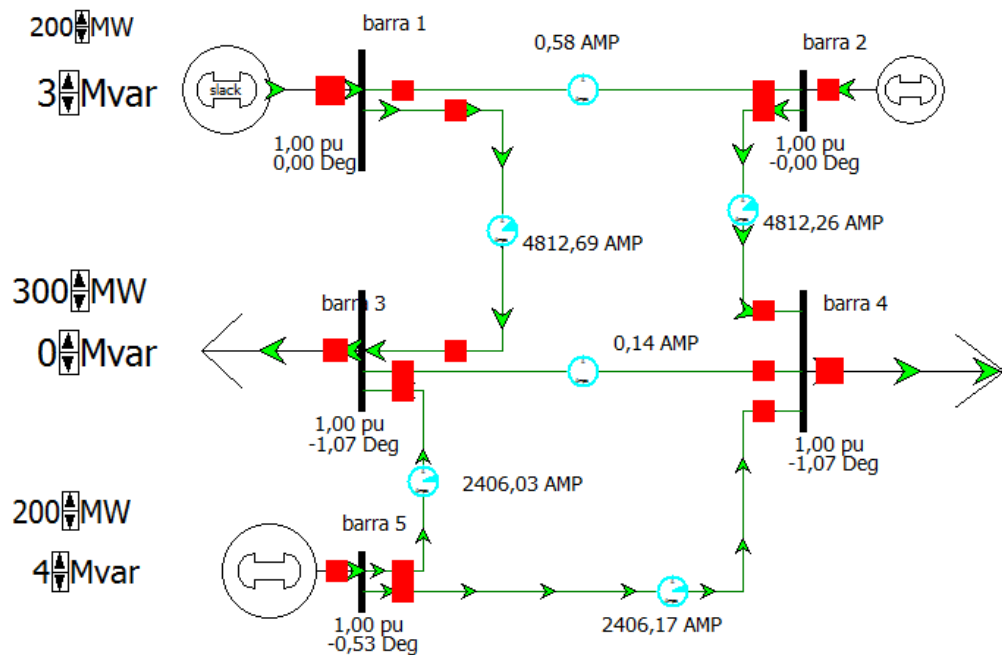 200 MW
barra 1
0,58 AMP
barra 2
slack
3 Mvar
1,00 pu
0,00 Deg
1,00 pu
-0,00 Deg
4812,69 AMP
4812,26 AMP
300 MW
barra 3
barra 4
0 Mvar
0,14 AMP
1,00 pu
-1,07 Deg
1,00 pu
-1,07 Deg
200 MW
2406,03 AMP
barra 5
4 Mvar
1,00 pu
-0,53 Deg
2406,17 AMP